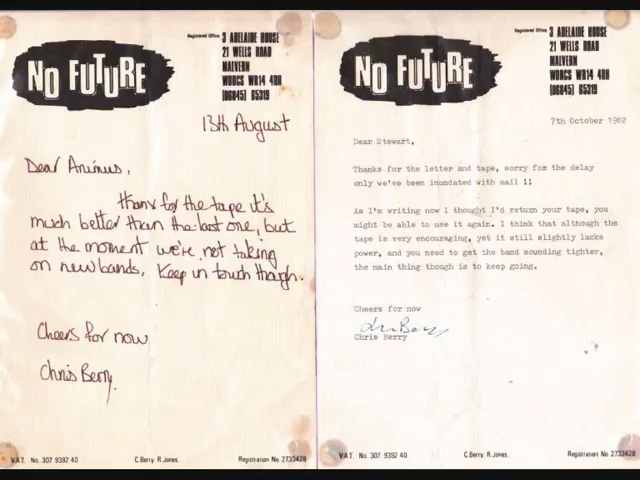 NO FUTURE
Registered Office 3 ADELAIDE HOUSE
21 WELLS ROAD
MALVERN
WORCS WR14 4RH
(06845) 65319
13th August
Dear Animus,
thanx for the tape it's
much better than the last one, but
at the moment we're not taking
on new bands. Keep in touch though.
Cheers for now
Chris Berry.
V.A.T. No. 307 9392 40 C.Berry. R.Jones. Registration No. 2733428
NO FUTURE
Registered Office 3 ADELAIDE HOUSE
21 WELLS ROAD
MALVERN
WORCS WR14 4RH
(06845) 65319
7th October 1982
Dear Stewart,
Thanks for the letter and tape, sorry for the delay
only we've been inundated with mail !!
As I'm writing now I thought I'd return your tape, you
might be able to use it again. I think that although the
tape is very encouraging, yet it still slightly lacks
power, and you need to get the band sounding tighter,
the main thing though is to keep going.
Cheers for now
Chris Berry
Chris Berry
V.A.T. No. 307 9392 40 C.Berry. R.Jones. Registration No. 2733428